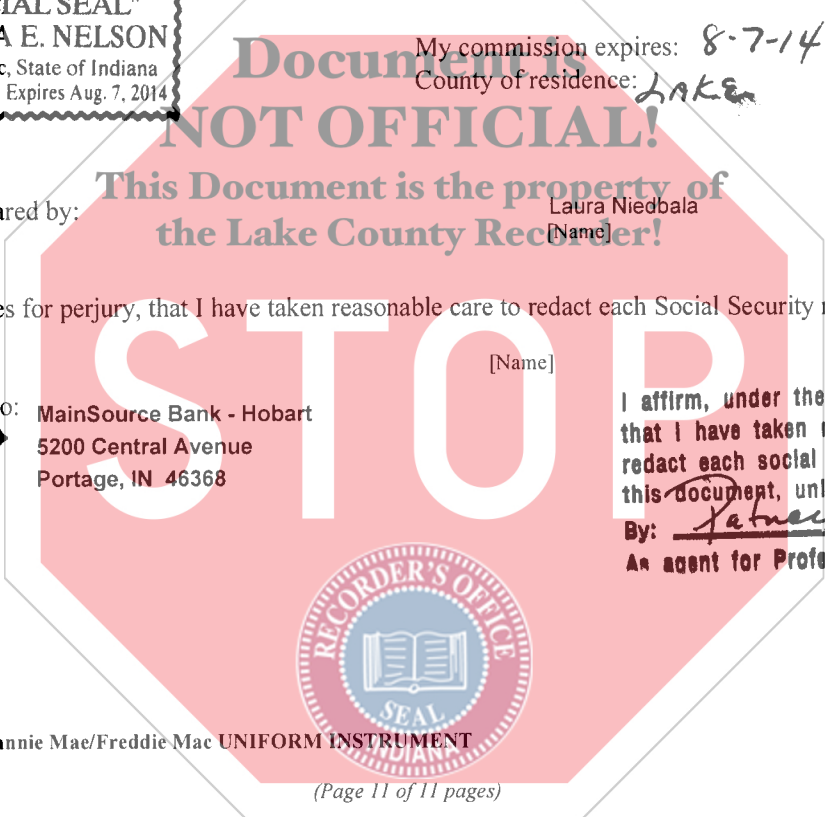 IAL SEAL"
A E. NELSON
c, State of Indiana
Expires Aug. 7, 2014
My commission expires: 8-7-14
County of residence: LAKE
Document is
NOT OFFICIAL!
This Document is the property of
the Lake County Recorder!
ared by:
Laura Niedbala
[Name]
es for perjury, that I have taken reasonable care to redact each Social Security
[Name]
o: MainSource Bank - Hobart
5200 Central Avenue
Portage, IN 46368
I affirm, under the
that I have taken
redact each social
this document, unl
By:
As agent for Profe
STOP
RECORDER'S OFFICE
SEAL
INDIANA
annie Mae/Freddie Mac UNIFORM INSTRUMENT
(Page 11 of 11 pages)